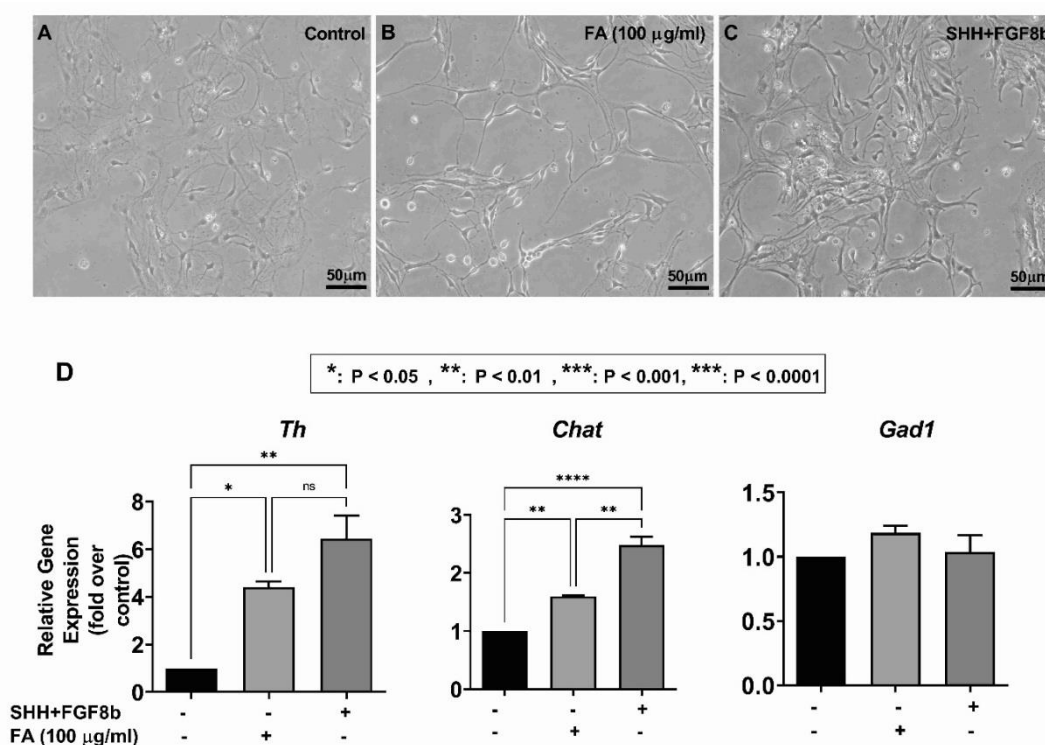 A Control
B FA (100 µg/ml)
C SHH+FGF8b
50µm
50µm
50µm
D
*: P < 0.05 , **: P < 0.01 , ***: P < 0.001, ***: P < 0.0001
Th
Chat
Gad1
Relative Gene
Expression
(fold over
control)
**
*
ns
8
6
4
2
0
****
**
**
3
2
1
0
1.5
1.0
0.5
0.0
SHH+FGF8b - - + - - + - - +
FA (100 µg/ml) - + - - + - - + -